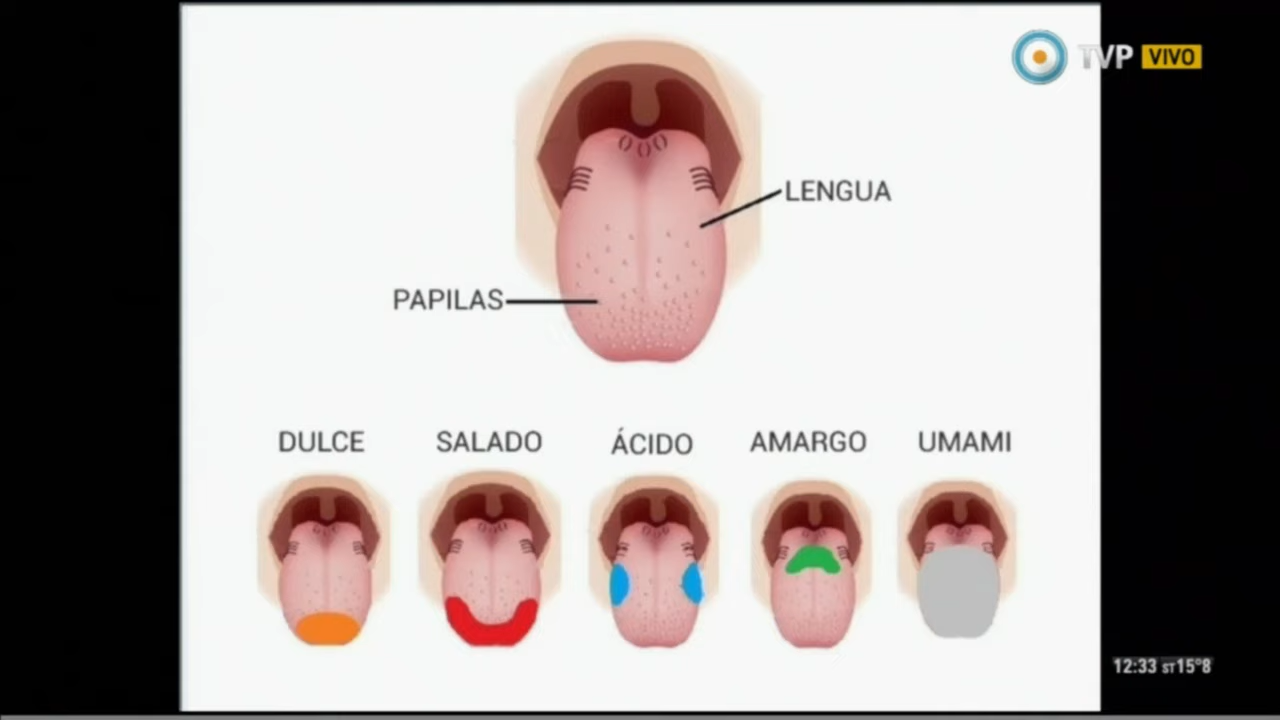 TVP VIVO
LENGUA
PAPILAS
DULCE SALADO ÁCIDO AMARGO UMAMI
12:33 ST 15°8